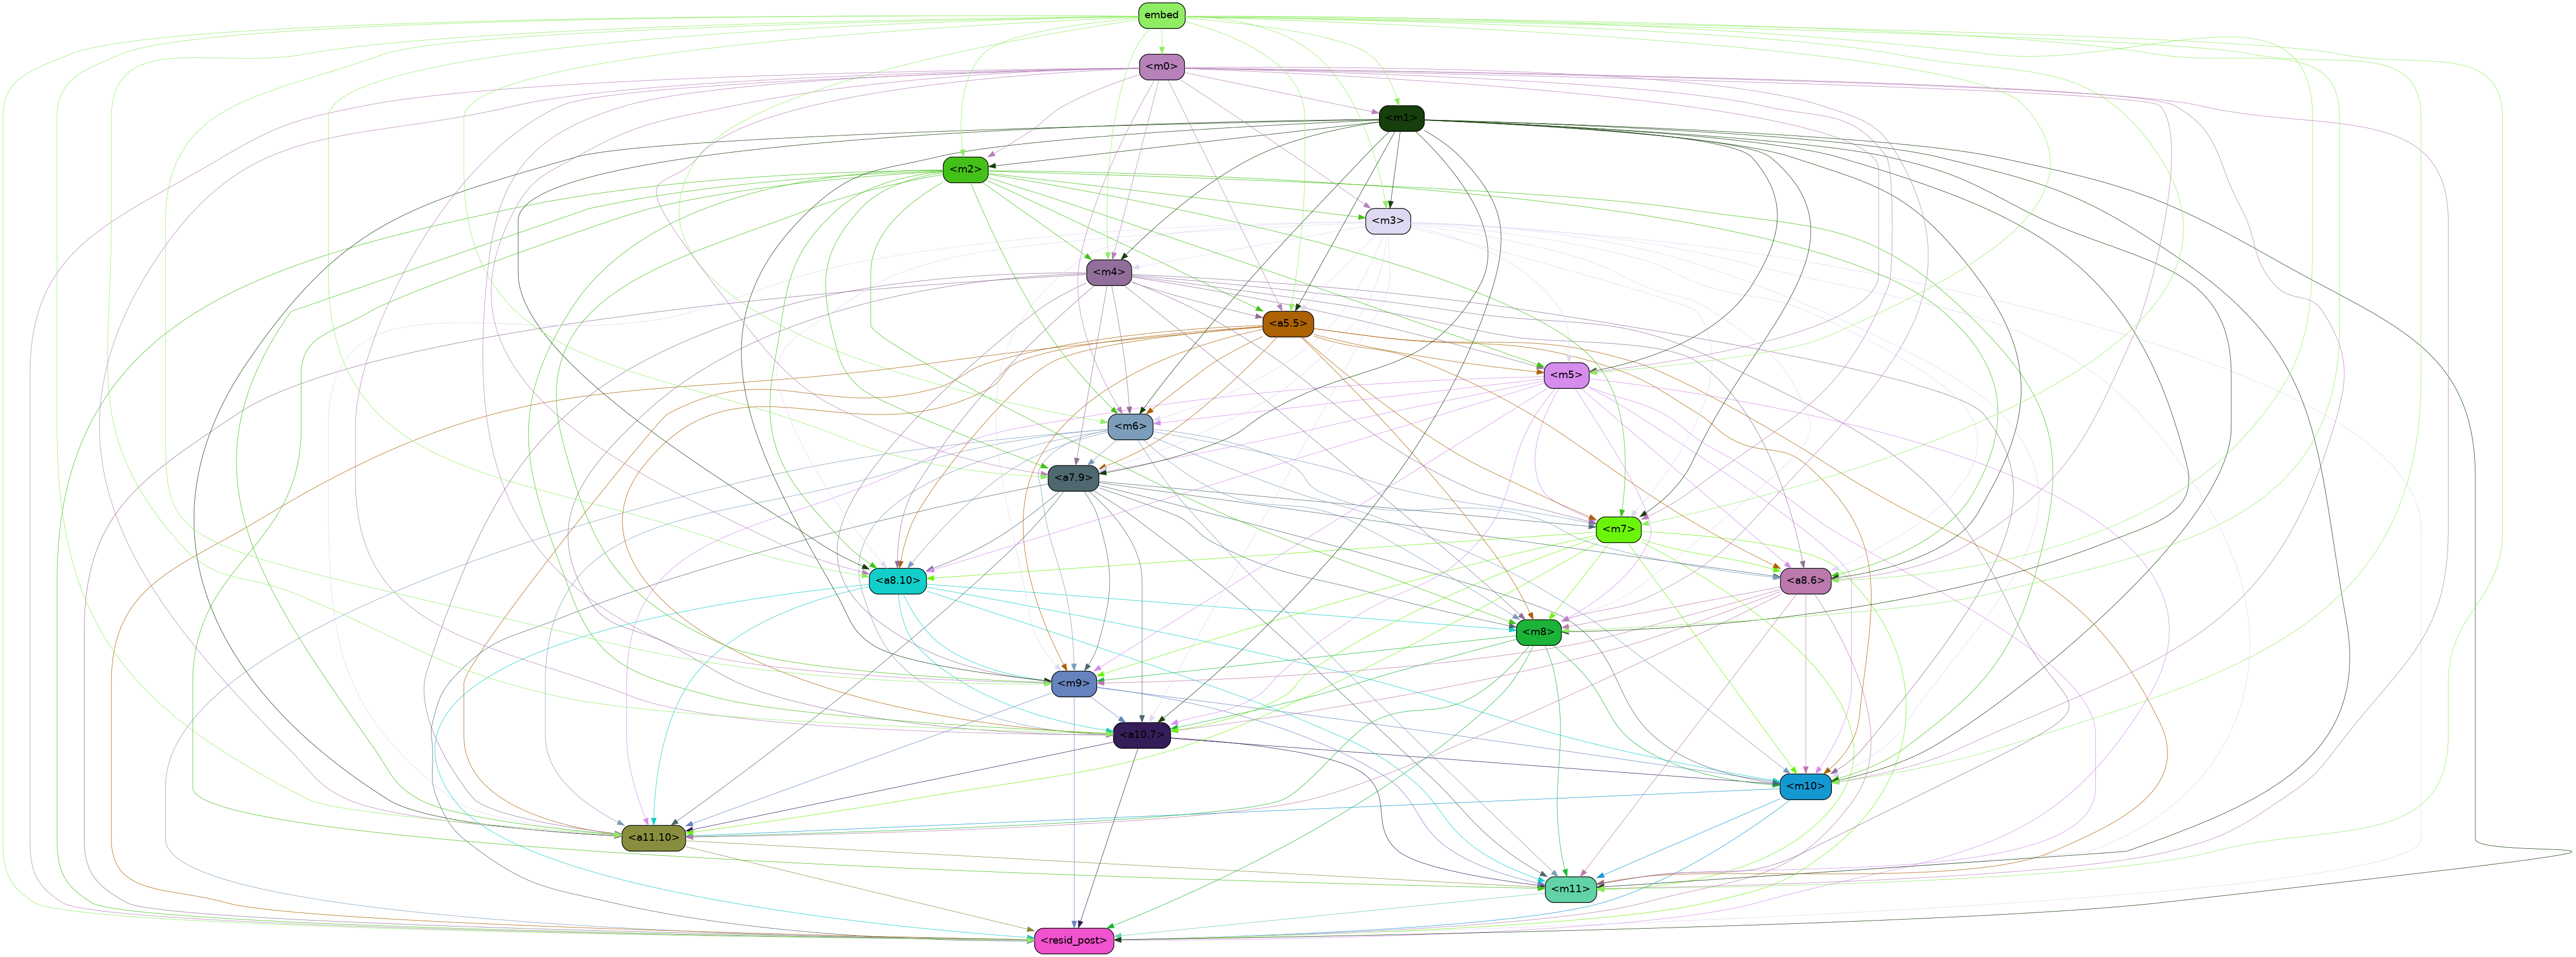 embed
<m0>
<m1>
<m2>
<m3>
<m4>
<a5.5>
<m5>
<m6>
<a7.9>
<m7>
<a8.10>
<a8.6>
<m8>
<m9>
<a10.7>
<m10>
<a11.10>
<m11>
<resid_post>